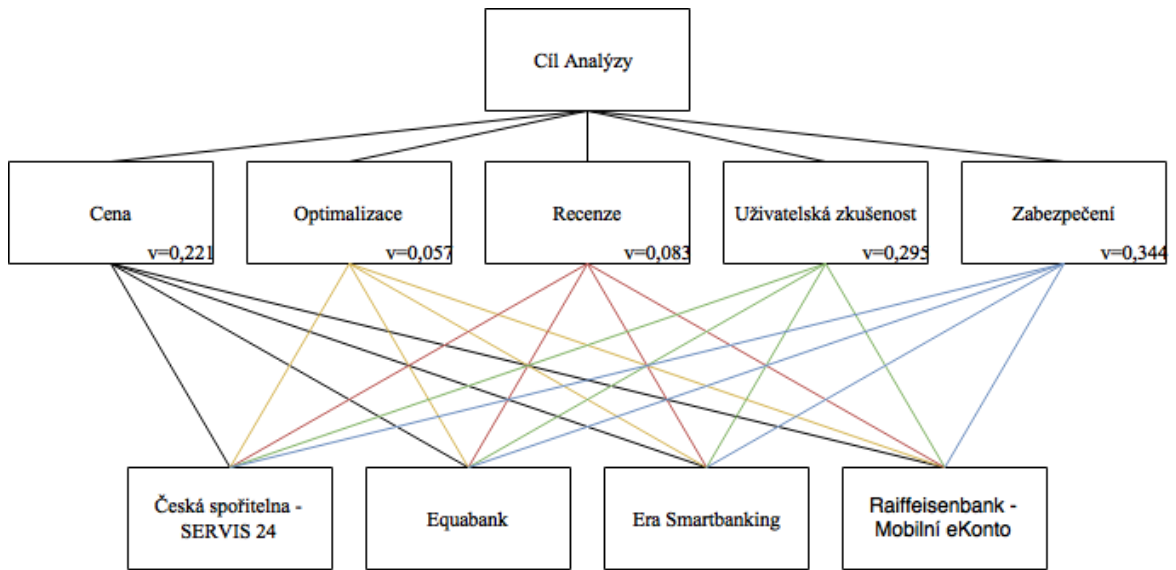 Cíl Analýzy
Cena
v=0,221
Optimalizace
v=0,057
Recenze
v=0,083
Uživatelská zkušenost
v=0,295
Zabezpečení
v=0,344
Česká spořitelna -
SERVIS 24
Equabank
Era Smartbanking
Raiffeisenbank -
Mobilní eKonto